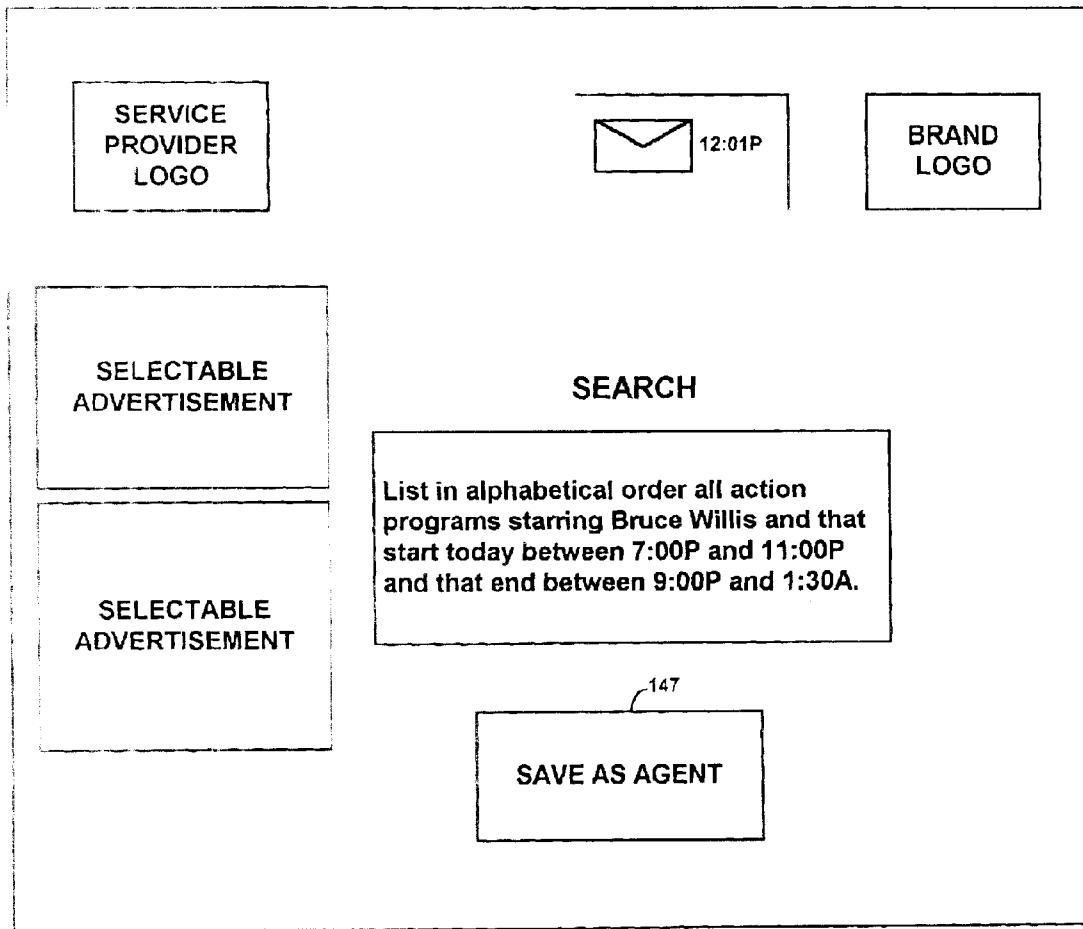 SERVICE
PROVIDER
LOGO
12:01P
BRAND
LOGO
SELECTABLE
ADVERTISEMENT
SELECTABLE
ADVERTISEMENT
SEARCH
List in alphabetical order all action
programs starring Bruce Willis and that
start today between 7:00P and 11:00P
and that end between 9:00P and 1:30A.
147
SAVE AS AGENT